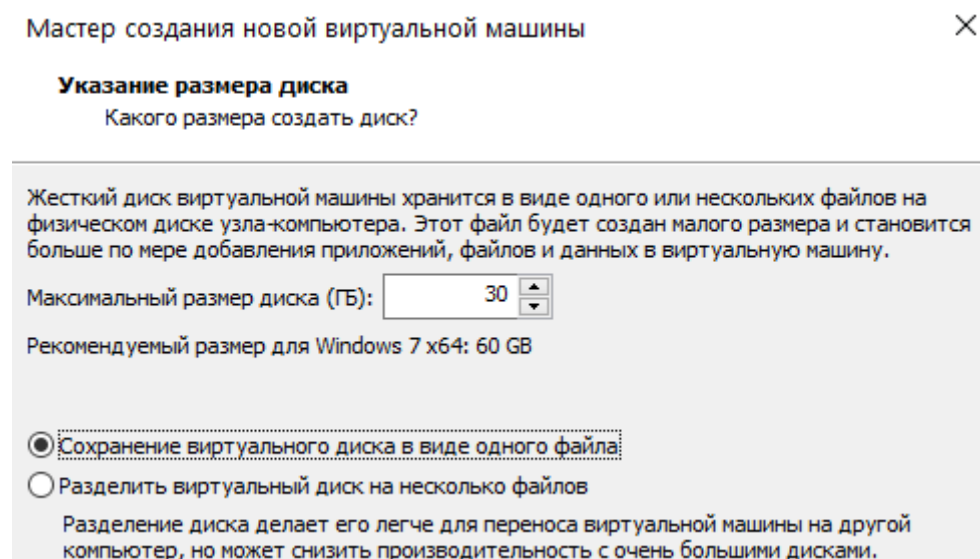 Мастер создания новой виртуальной машины
Указание размера диска
Какого размера создать диск?
Жесткий диск виртуальной машины хранится в виде одного или нескольких файлов на
физическом диске узла-компьютера. Этот файл будет создан малого размера и становится
больше по мере добавления приложений, файлов и данных в виртуальную машину.
Максимальный размер диска (ГБ): 30
Рекомендуемый размер для Windows 7 x64: 60 GB
Сохранение виртуального диска в виде одного файла
Разделить виртуальный диск на несколько файлов
Разделение диска делает его легче для переноса виртуальной машины на другой
компьютер, но может снизить производительность с очень большими дисками.